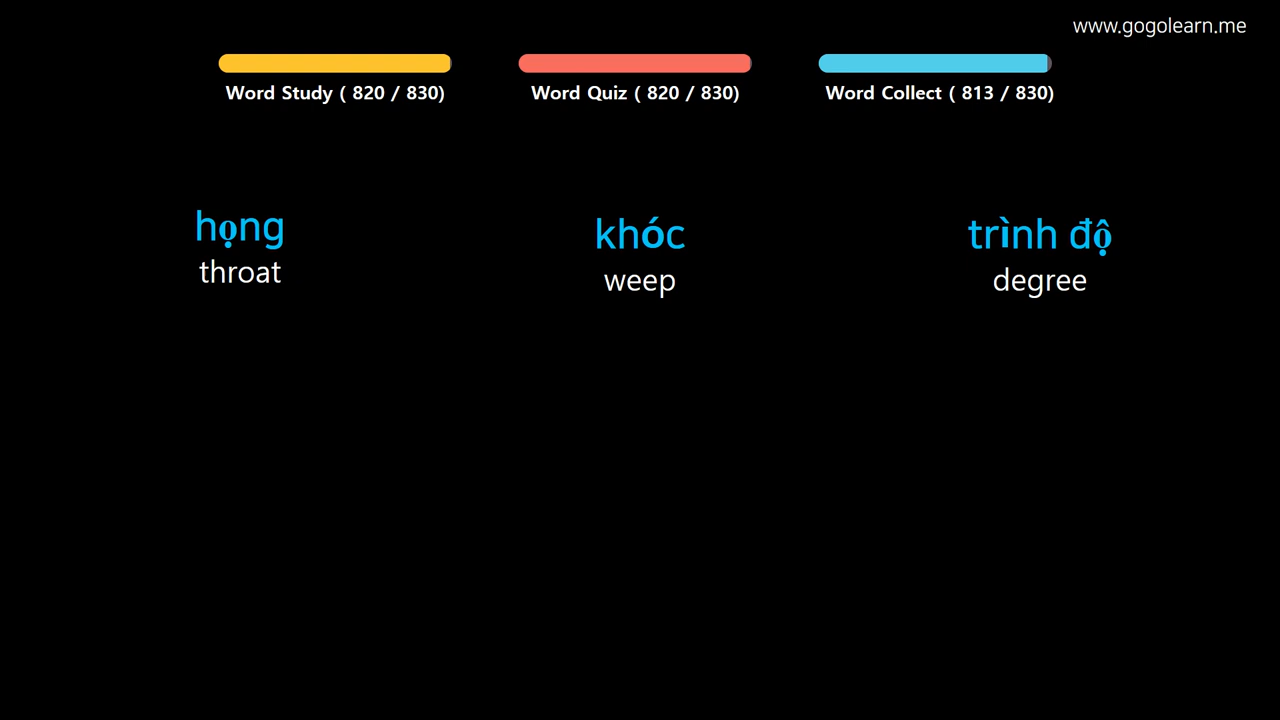 www.gogolearn.me
Word Study ( 820 / 830)
Word Quiz ( 820 / 830)
Word Collect ( 813 / 830)
họng
throat
khóc
weep
trình độ
degree